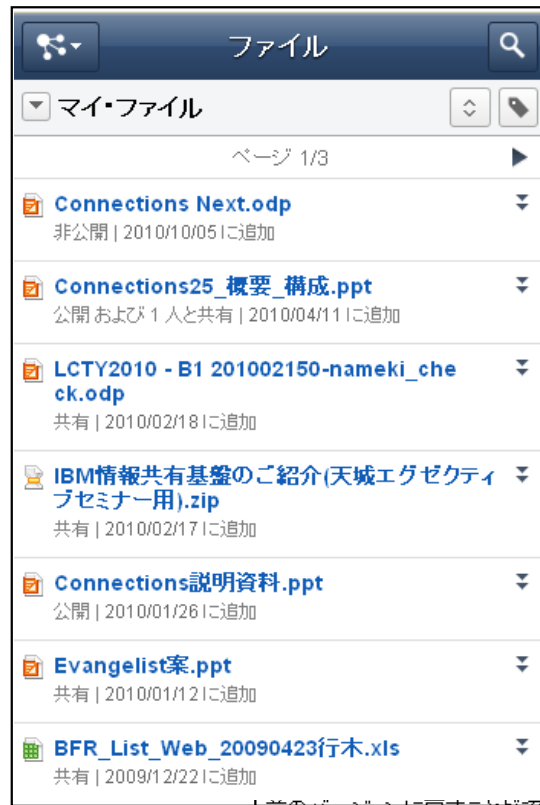 ファイル
マイ・ファイル
ページ 1/3
Connections Next.odp
非公開 | 2010/10/05 に追加
Connections25_概要_構成.ppt
公開 および 1 人と共有 | 2010/04/11 に追加
LCTY2010 - B1 201002150-nameki_che
ck.odp
共有 | 2010/02/18 に追加
IBM情報共有基盤のご紹介(天城エグゼクティ
ブセミナー用).zip
共有 | 2010/02/17 に追加
Connections説明資料.ppt
公開 | 2010/01/26 に追加
Evangelist案.ppt
共有 | 2010/01/12 に追加
BFR_List_Web_20090423行木.xls
共有 | 2009/12/22 に追加